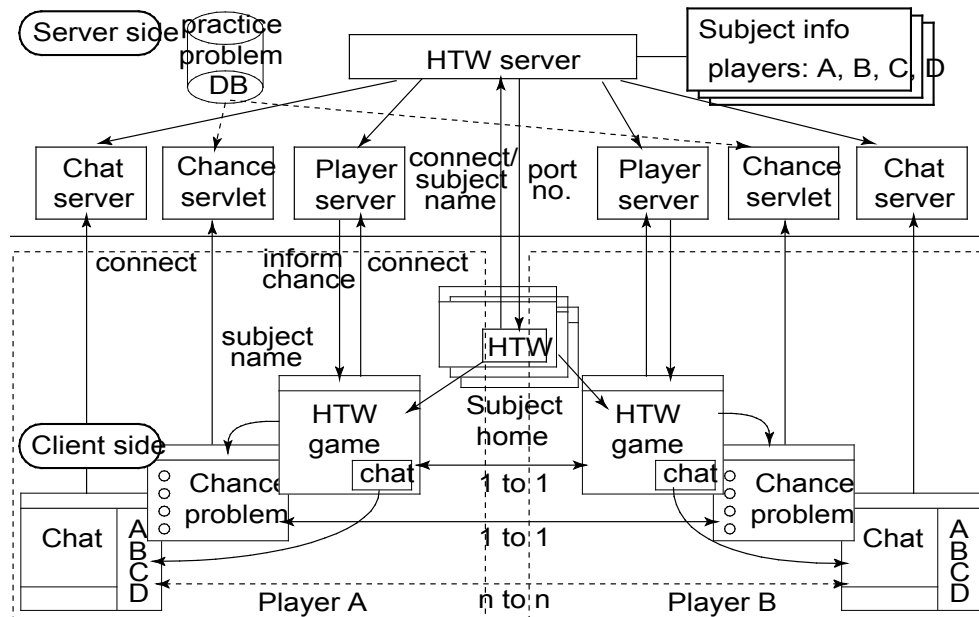 Server side
practice
problem
DB
HTW server
Subject info
players: A, B, C, D
Chat
server
Chance
servlet
Player
server
connect/
subject
name
port
no.
Player
server
Chance
servlet
Chat
server
connect
inform
chance
connect
subject
name
HTW
Subject
home
HTW
game
chat
HTW
game
chat
Client side
Chance
problem
Chance
problem
1 to 1
1 to 1
Chat
A
B
C
D
Chat
A
B
C
D
Player A
n to n
Player B